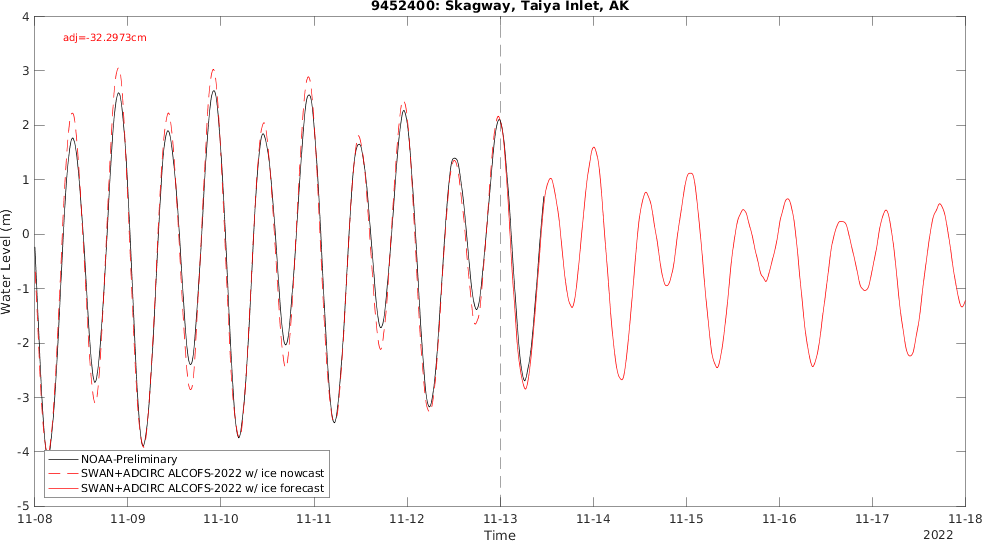 9452400: Skagway, Taiya Inlet, AK
adj=-32.2973cm
Water Level (m)
4
3
2
1
0
-1
-2
-3
-4
-5
NOAA-Preliminary
SWAN+ADCIRC ALCOFS-2022 w/ ice nowcast
SWAN+ADCIRC ALCOFS-2022 w/ ice forecast
11-08 11-09 11-10 11-11 11-12 11-13 11-14 11-15 11-16 11-17 11-18
Time
2022